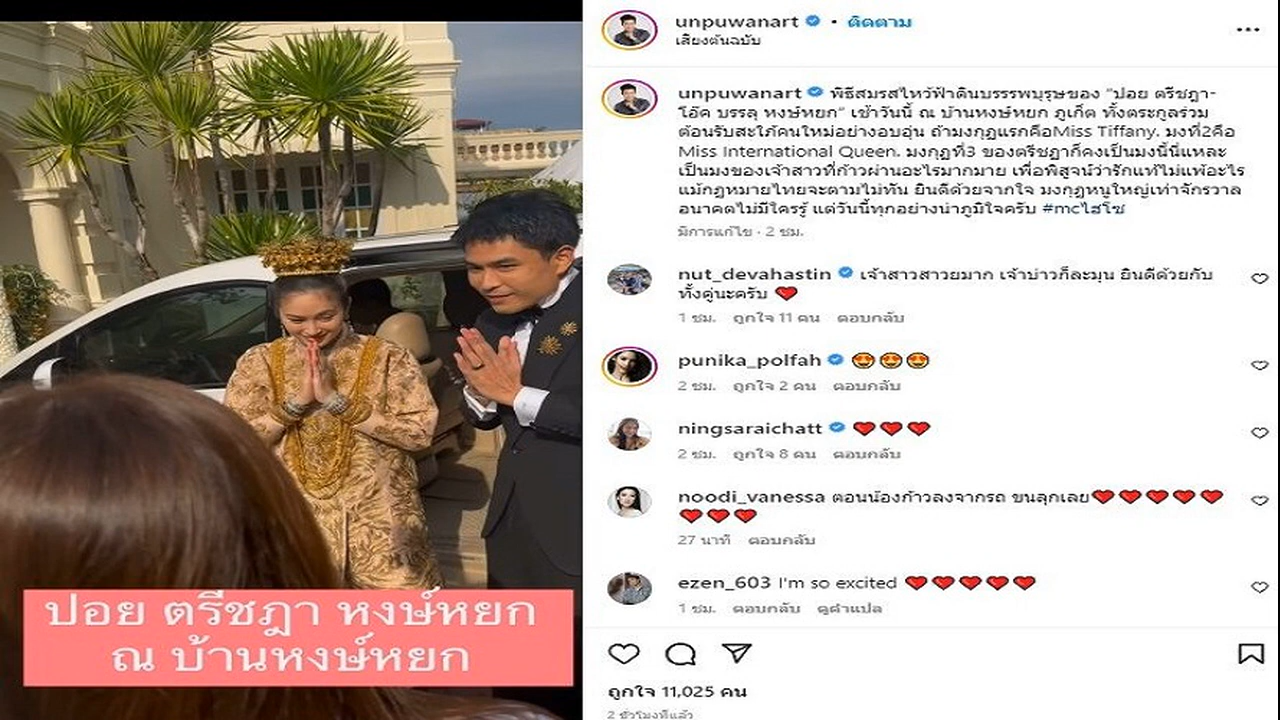 ปอย ตรีชฎา หงษ์หยก
ณ บ้านหงษ์หยก
unpuwanart • ติดตาม
เสียงต้นฉบับ
unpuwanart พิธีสมรสไหว้ฟ้าดินบรรรพบุรุษของ “ปอย ตรีชฎา-
โอ๊ค บรรลุ หงษ์หยก” เช้าวันนี้ ณ บ้านหงษ์หยก ภูเก็ต ทั้งตระกูลร่วม
ต้อนรับสะใภ้คนใหม่อย่างอบอุ่น ถ้ามงกุฎแรกคือMiss Tiffany. มงที่2คือ
Miss International Queen. มงกุฎที่3 ของตรีชฎาก็คงเป็นมงนี้นี่แหละ
เป็นมงของเจ้าสาวที่ก้าวผ่านอะไรมากมาย เพื่อพิสูจน์ว่ารักแท้ไม่แพ้อะไร
แม้กฎหมายไทยจะตามไม่ทัน ยินดีด้วยจากใจ มงกุฎหนูใหญ่เท่าจักรวาล
อนาคตไม่มีใครรู้ แต่วันนี้ทุกอย่างน่าภูมิใจครับ #mcไฮโซ
มีการแก้ไข · 2 ชม.
nut_devahastin เจ้าสาวสวยมาก เจ้าบ่าวก็ละมุน ยินดีด้วยกับ
ทั้งคู่นะครับ ❤️
1 ชม. ถูกใจ 11 คน ตอบกลับ
punika_polfah 🤩🤩🤩
2 ชม. ถูกใจ 2 คน ตอบกลับ
ningsaraichatt ❤️❤️❤️
2 ชม. ถูกใจ 8 คน ตอบกลับ
noodi_vanessa ตอนน้องก้าวลงจากรถ ขนลุกเลย❤️❤️❤️❤️❤️
❤️❤️❤️
27 นาที ตอบกลับ
ezen_603 I'm so excited ❤️❤️❤️❤️❤️
1 ชม. ตอบกลับ ดูคำแปล
ถูกใจ 11,025 คน
2 ชั่วโมงที่แล้ว